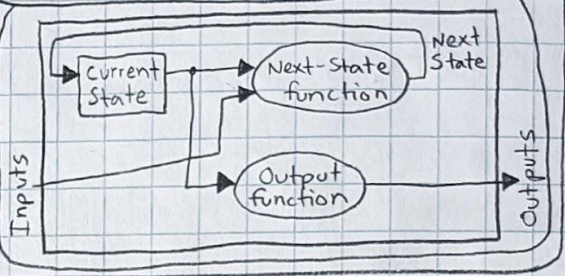 Next
State
Current
State
Next-State
function
Inputs
Output
function
Outputs